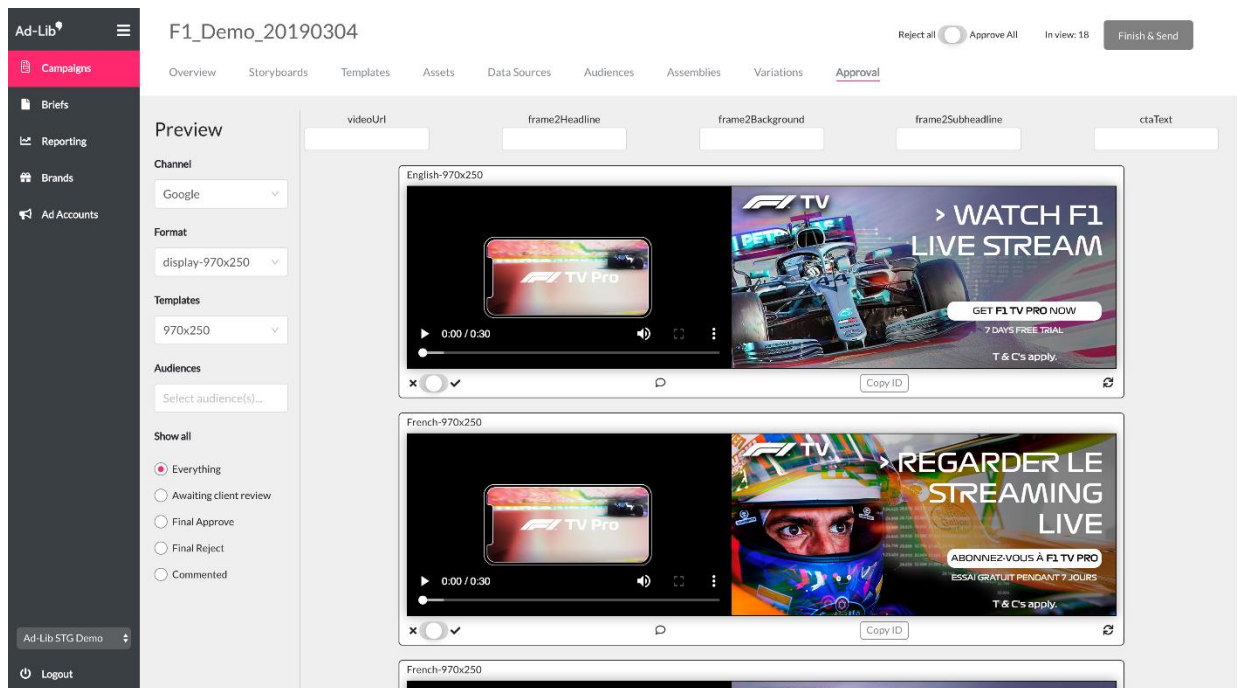 Ad-Lib
Campaigns
Briefs
Reporting
Brands
Ad Accounts
Ad-Lib STG Demo
Logout
F1_Demo_20190304
Reject all
Approve All
In view: 18
Finish & Send
Overview
Storyboards
Templates
Assets
Data Sources
Audiences
Assemblies
Variations
Approval
Preview
Channel
Google
Format
display-970x250
Templates
970x250
Audiences
Select audience(s)...
Show all
Everything
Awaiting client review
Final Approve
Final Reject
Commented
videoUrl
frame2Headline
frame2Background
frame2Subheadline
ctaText
English-970x250
F1 TV Pro
0:00 / 0:30
F1 TV
PET
44
> WATCH F1
LIVE STREAM
GET F1 TV PRO NOW
7 DAYS FREE TRIAL
T & C's apply.
Copy ID
French-970x250
F1 TV Pro
0:00 / 0:30
F1 TV
> REGARDER LE
STREAMING
LIVE
ABONNEZ-VOUS À F1 TV PRO
ESSAI GRATUIT PENDANT 7 JOURS
T & C's apply.
Copy ID
French-970x250